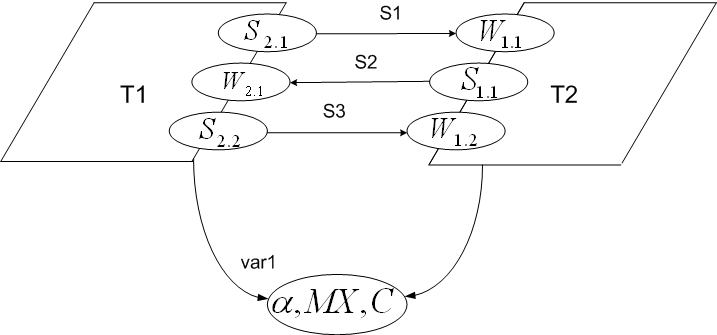 S1
S₂.₁ W₁.₁
S2
T1 W₂.₁ S₁.₁ T2
S3
S₂.₂ W₁.₂
var1
α, MX, C